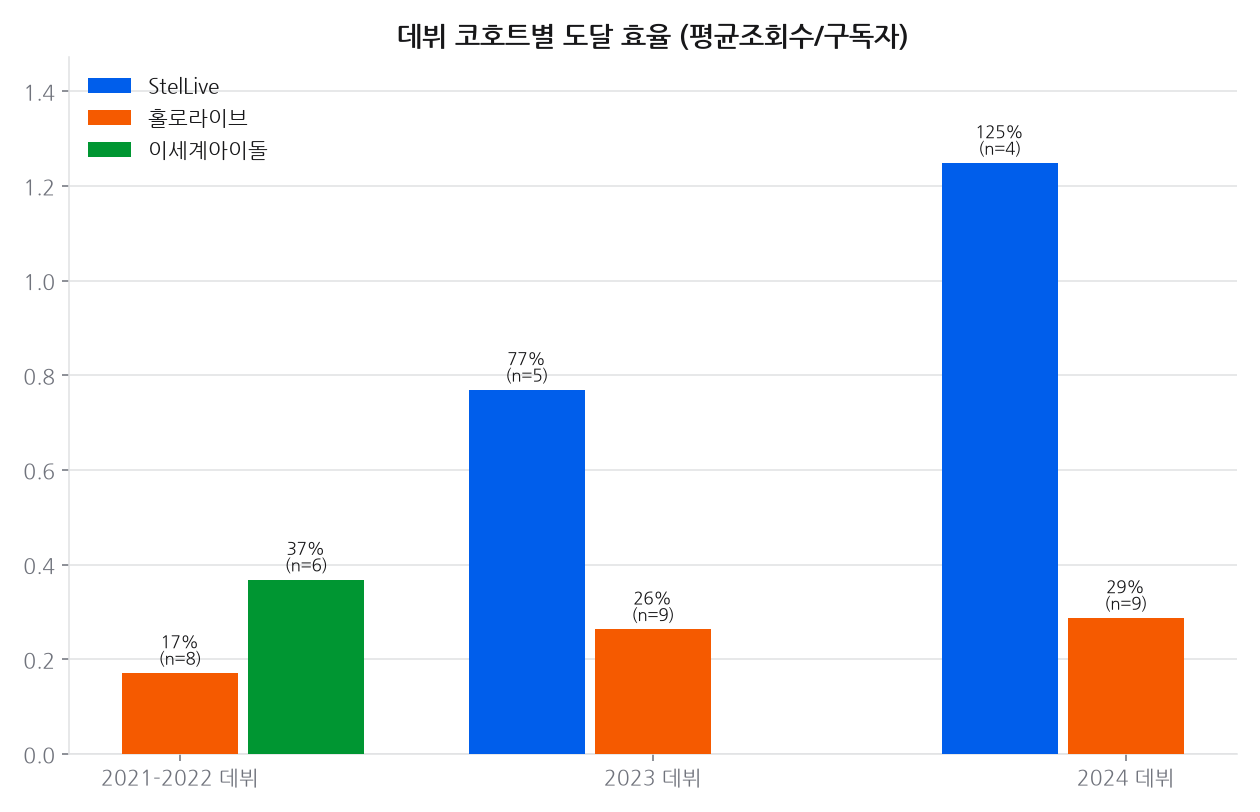 데뷔 코호트별 도달 효율 (평균조회수/구독자)
StelLive
홀로라이브
이세계아이돌
1.4
1.2
1.0
0.8
0.6
0.4
0.2
0.0
17%
(n=8)
37%
(n=6)
77%
(n=5)
26%
(n=9)
125%
(n=4)
29%
(n=9)
2021-2022 데뷔
2023 데뷔
2024 데뷔